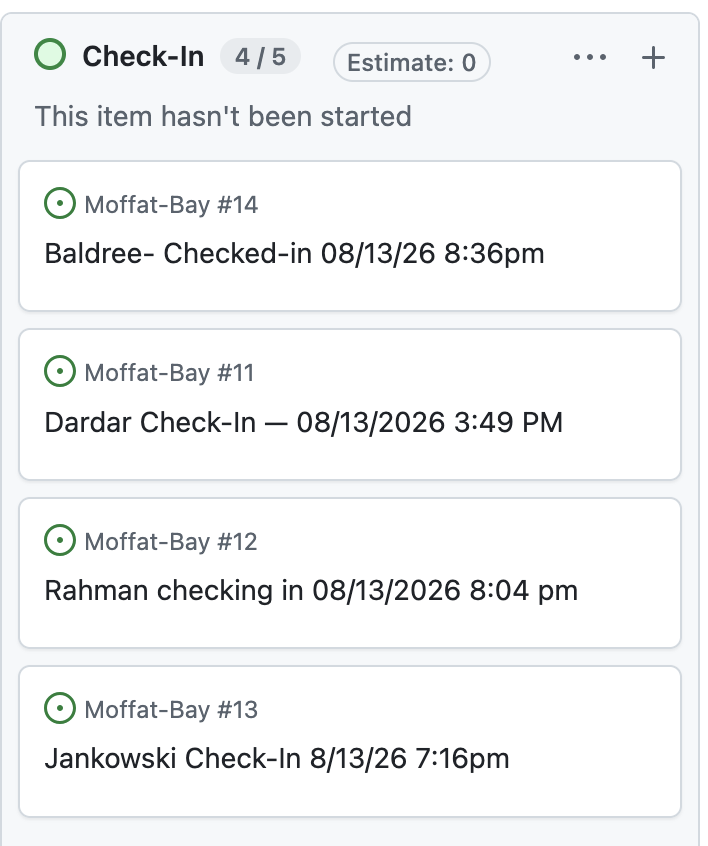 Check-In 4 / 5 Estimate: 0
This item hasn't been started
Moffat-Bay #14
Baldree- Checked-in 08/13/26 8:36pm
Moffat-Bay #11
Dardar Check-In — 08/13/2026 3:49 PM
Moffat-Bay #12
Rahman checking in 08/13/2026 8:04 pm
Moffat-Bay #13
Jankowski Check-In 8/13/26 7:16pm